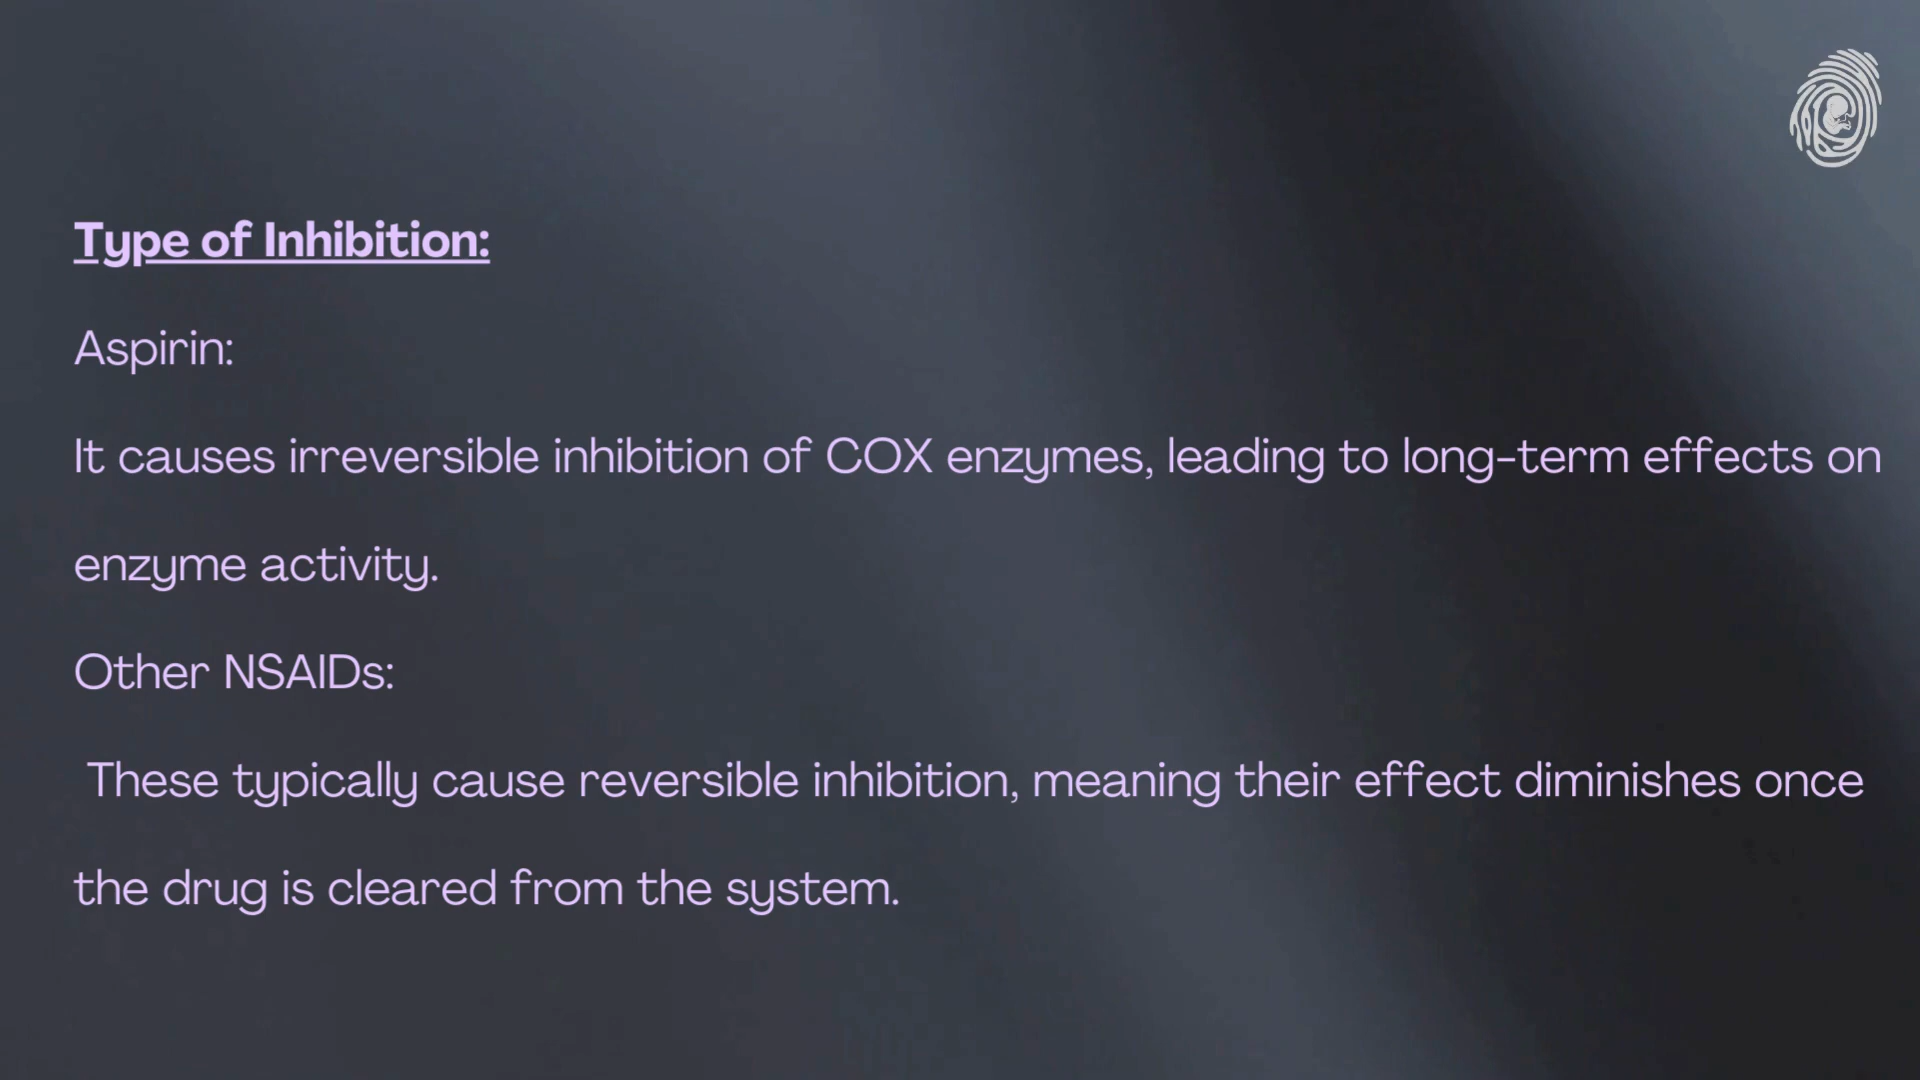 Type of Inhibition:
Aspirin:
It causes irreversible inhibition of COX enzymes, leading to long-term effects on
enzyme activity.
Other NSAIDs:
These typically cause reversible inhibition, meaning their effect diminishes once
the drug is cleared from the system.